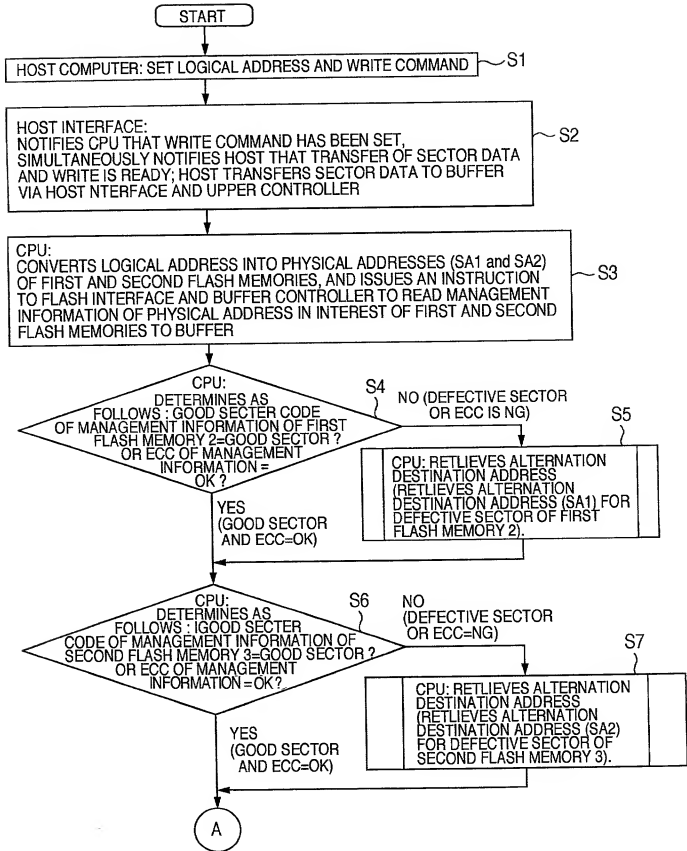 START
HOST COMPUTER: SET LOGICAL ADDRESS AND WRITE COMMAND
S1
HOST INTERFACE:
NOTIFIES CPU THAT WRITE COMMAND HAS BEEN SET,
SIMULTANEOUSLY NOTIFIES HOST THAT TRANSFER OF SECTOR DATA
AND WRITE IS READY; HOST TRANSFERS SECTOR DATA TO BUFFER
VIA HOST NTERFACE AND UPPER CONTROLLER
S2
CPU:
CONVERTS LOGICAL ADDRESS INTO PHYSICAL ADDRESSES (SA1 and SA2)
OF FIRST AND SECOND FLASH MEMORIES, AND ISSUES AN INSTRUCTION
TO FLASH INTERFACE AND BUFFER CONTROLLER TO READ MANAGEMENT
INFORMATION OF PHYSICAL ADDRESS IN INTEREST OF FIRST AND SECOND
FLASH MEMORIES TO BUFFER
S3
CPU:
DETERMINES AS
FOLLOWS : GOOD SECTER CODE
OF MANAGEMENT INFORMATION OF FIRST
FLASH MEMORY 2=GOOD SECTOR ?
OR ECC OF MANAGEMENT
INFORMATION =
OK ?
S4
NO (DEFECTIVE SECTOR
OR ECC IS NG)
S5
CPU: RETLIEVES ALTERNATION
DESTINATION ADDRESS
(RETLIEVES ALTERNATION
DESTINATION ADDRESS (SA1) FOR
DEFECTIVE SECTOR OF FIRST
FLASH MEMORY 2).
YES
(GOOD SECTOR
AND ECC=OK)
CPU:
DETERMINES AS
FOLLOWS : IGOOD SECTER
CODE OF MANAGEMENT INFORMATION OF
SECOND FLASH MEMORY 3=GOOD SECTOR ?
OR ECC OF MANAGEMENT
INFORMATION =OK?
S6
NO
(DEFECTIVE SECTOR
OR ECC=NG)
S7
CPU: RETLIEVES ALTERNATION
DESTINATION ADDRESS
(RETLIEVES ALTERNATION
DESTINATION ADDRESS (SA2)
FOR DEFECTIVE SECTOR OF
SECOND FLASH MEMORY 3).
YES
(GOOD SECTOR
AND ECC=OK)
A